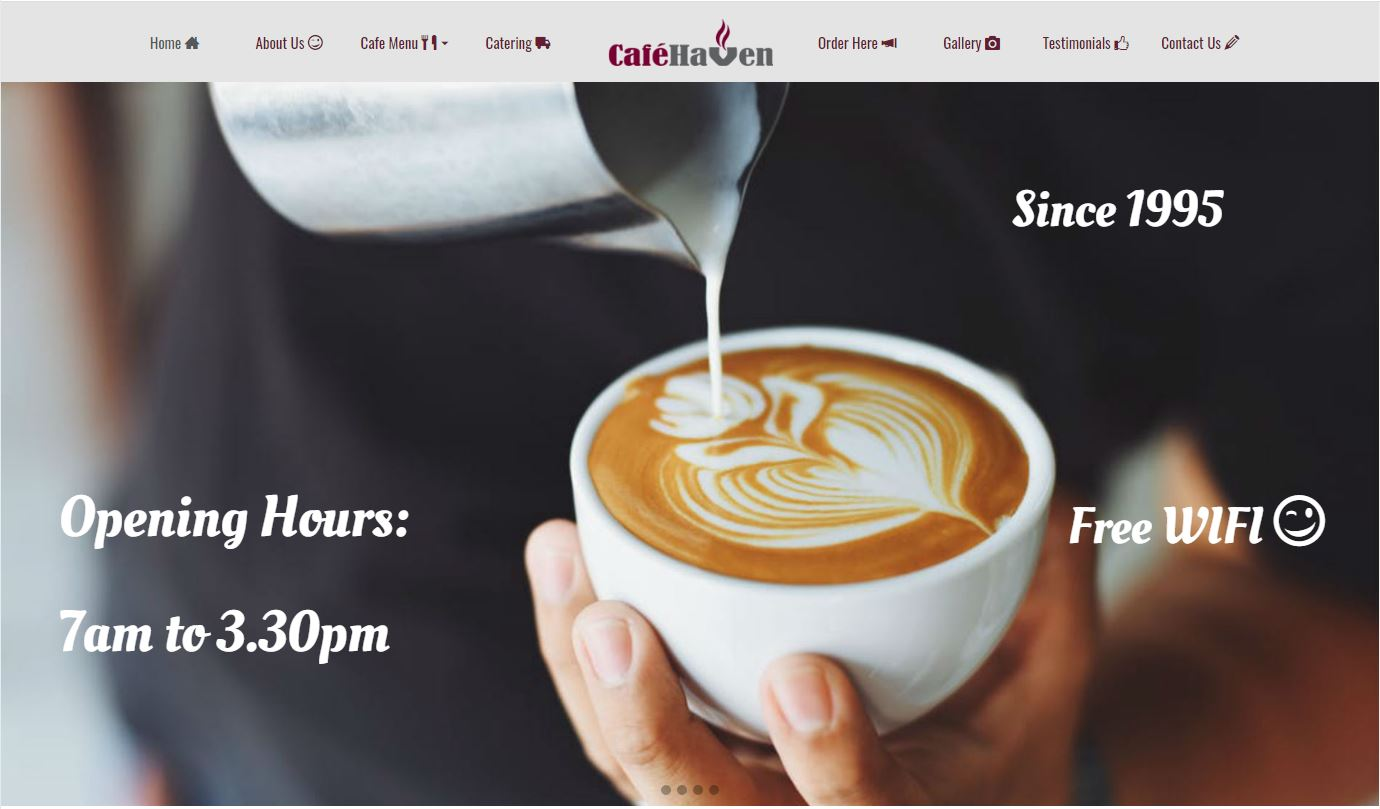 Home About Us Cafe Menu Catering CaféHaven Order Here Gallery Testimonials Contact Us
Since 1995
Opening Hours:
Free WIFI
7am to 3.30pm